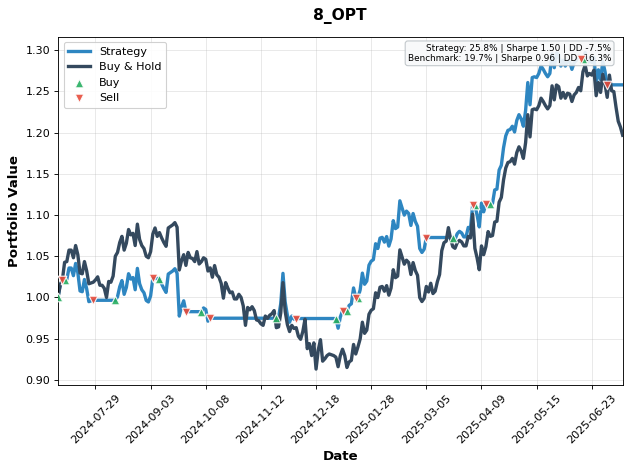 8_OPT
Strategy: 25.8% | Sharpe 1.50 | DD -7.5%
Benchmark: 19.7% | Sharpe 0.96 | DD -16.3%
Strategy
Buy & Hold
Buy
Sell
Portfolio Value
1.30
1.25
1.20
1.15
1.10
1.05
1.00
0.95
0.90
2024-07-29
2024-09-03
2024-10-08
2024-11-12
2024-12-18
2025-01-28
2025-03-05
2025-04-09
2025-05-15
2025-06-23
Date